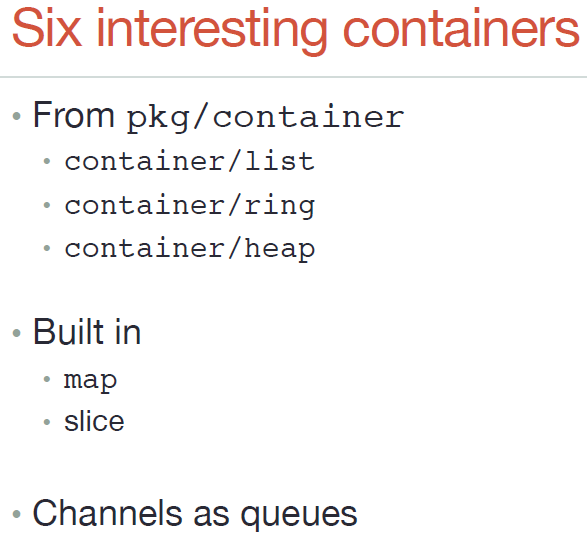 Six interesting containers
• From pkg/container
• container/list
• container/ring
• container/heap
• Built in
• map
• slice
• Channels as queues